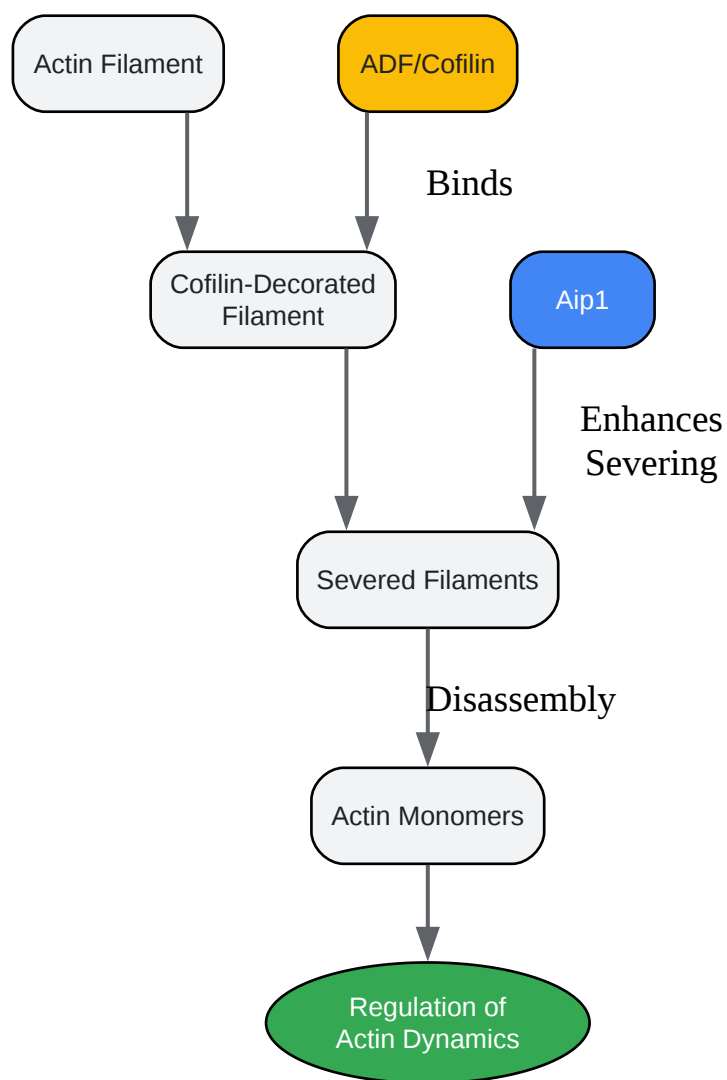 Actin Filament
ADF/Cofilin
Binds
Cofilin-Decorated
Filament
Aip1
Enhances
Severing
Severed Filaments
Disassembly
Actin Monomers
Regulation of
Actin Dynamics